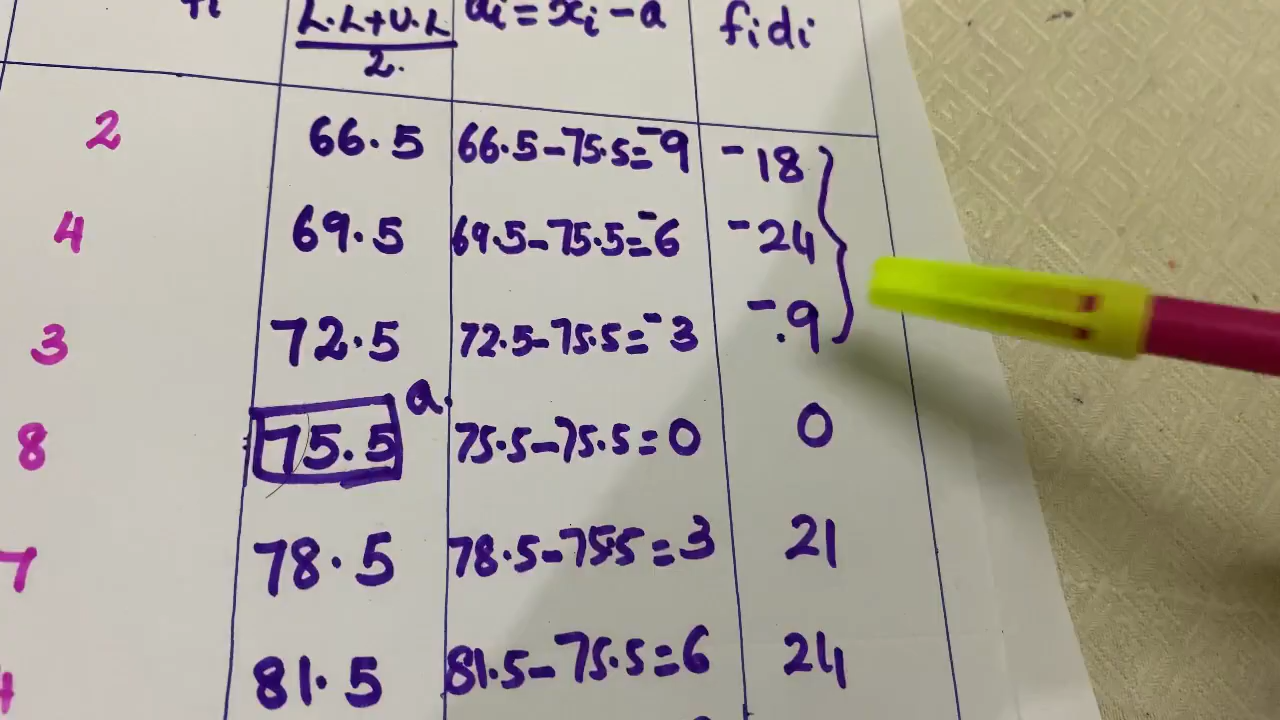 fi L.L+U.L di = xi - a fidi
2.
2 66.5 66.5-75.5=-9 -18
4 69.5 69.5-75.5=-6 -24
3 72.5 72.5-75.5=-3 -.9
a.
8 75.5 75.5-75.5=0 0
7 78.5 78.5-75.5=3 21
4 81.5 81.5-75.5=6 24